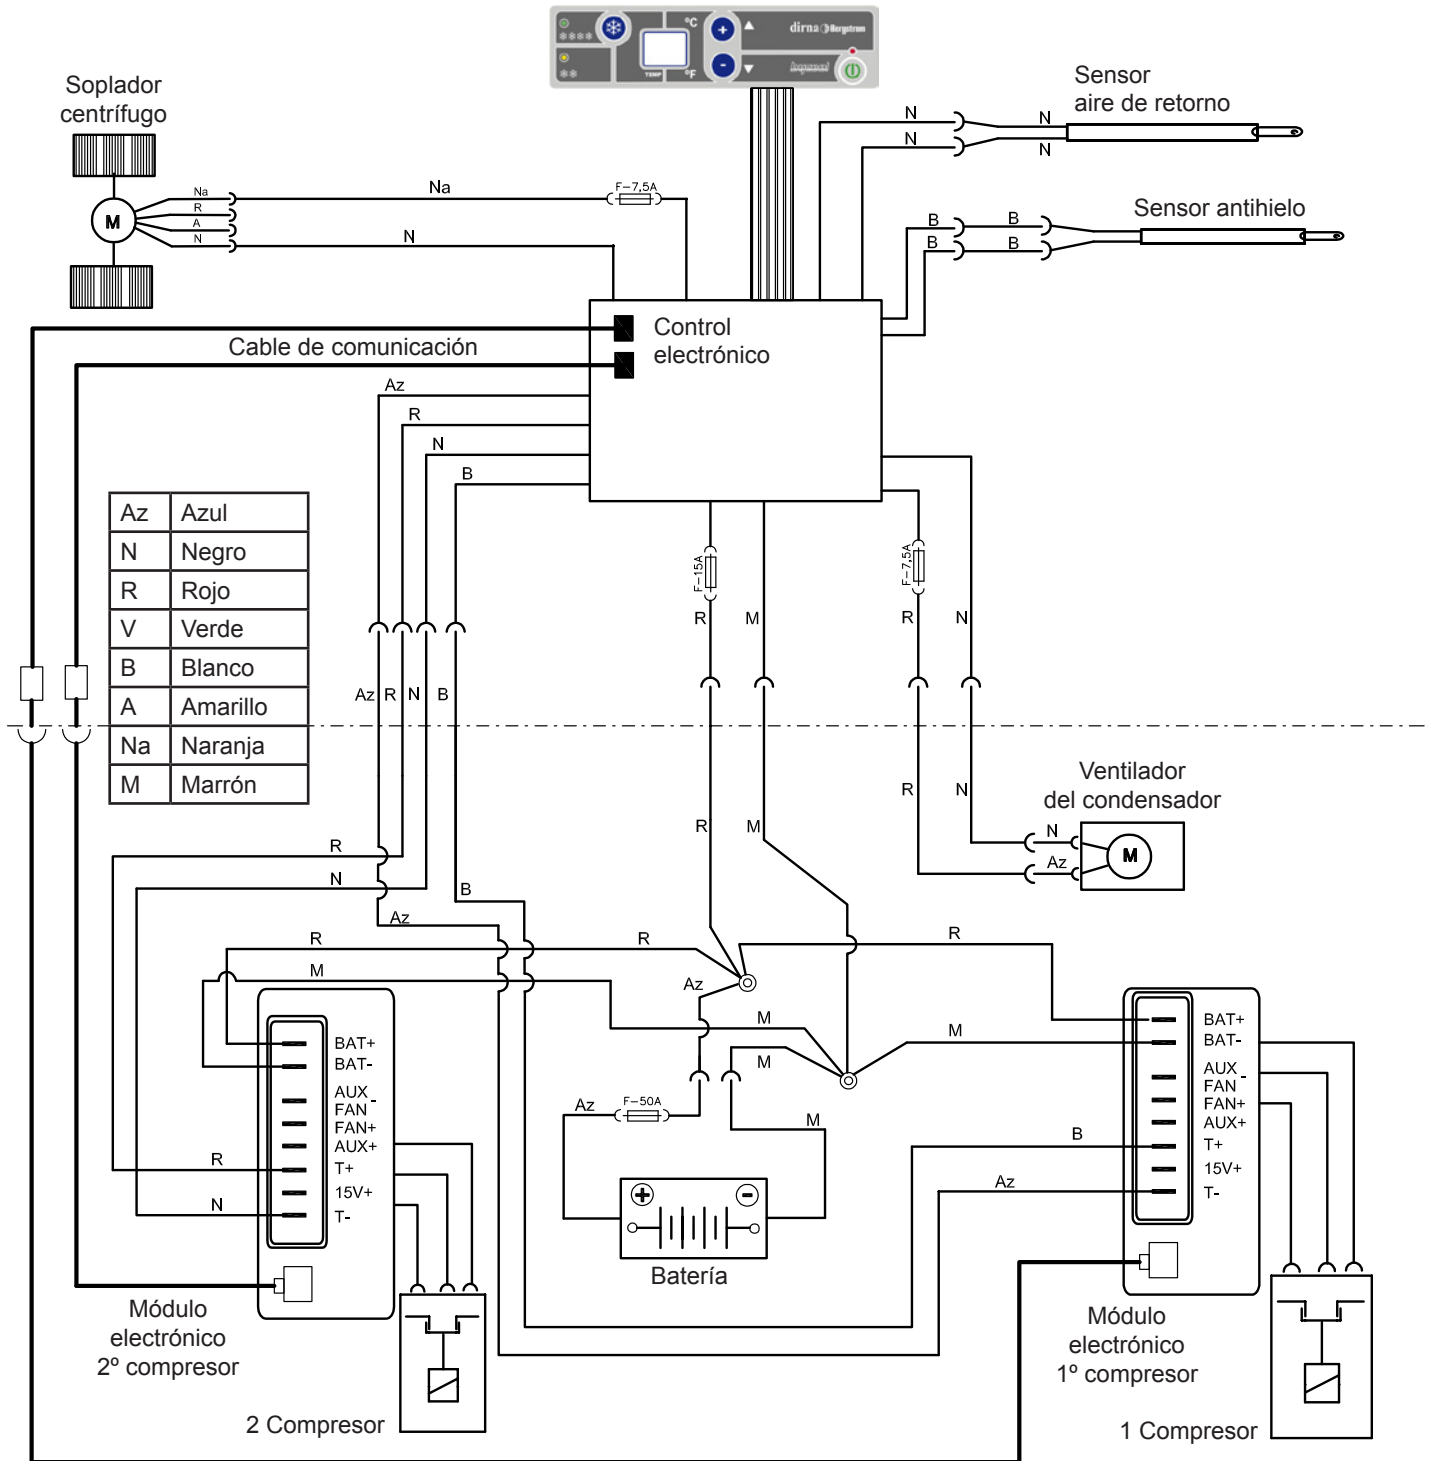 °C
dirna Bergstrom
TEMP
°F
Soplador
centrífugo
Sensor
aire de retorno
N
N
N
N
Na
R
A
N
M
Na
F-7,5A
N
Sensor antihielo
B
B
B
B
Control
electrónico
Cable de comunicación
Az
R
N
B
Az Azul
N Negro
R Rojo
V Verde
B Blanco
A Amarillo
Na Naranja
M Marrón
F-15A
F-7,5A
R
M
R
N
Az
R
N
B
R
N
Ventilador
del condensador
N
Az
M
R
M
R
N
B
Az
R
R
R
M
Az
M
M
M
BAT+
BAT-
AUX
FAN -
FAN+
AUX+
T+
15V+
T-
R
N
Az
F-50A
M
+
-
Batería
B
Az
BAT+
BAT-
AUX
FAN -
FAN+
AUX+
T+
15V+
T-
Módulo
electrónico
2º compresor
2 Compresor
Módulo
electrónico
1º compresor
1 Compresor